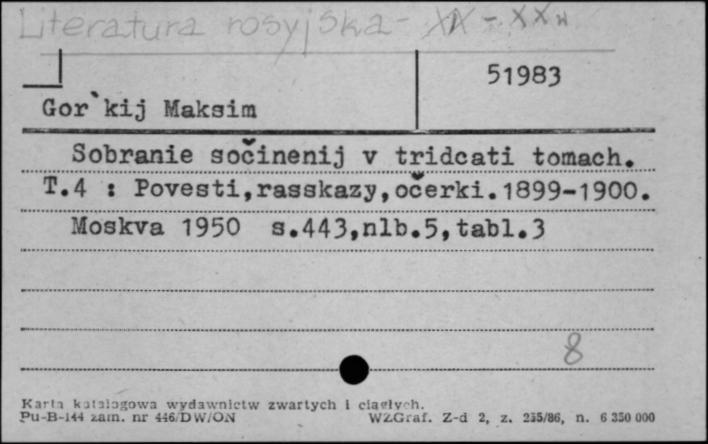 Literatura rosyjska - XIX - XX w
51983
Gor`kij Maksim
Sobranie sočinenij v tridcati tomach.
T.4 : Povesti,rasskazy,očerki.1899-1900.
Moskva 1950 s.443,nlb.5,tabl.3
8
Karta katalogowa wydawnictw zwartych i ciągłych.
Pu-B-144 zam. nr 446/DW/ON WZGraf. Z-d 2, z. 235/86, n. 6 350 000